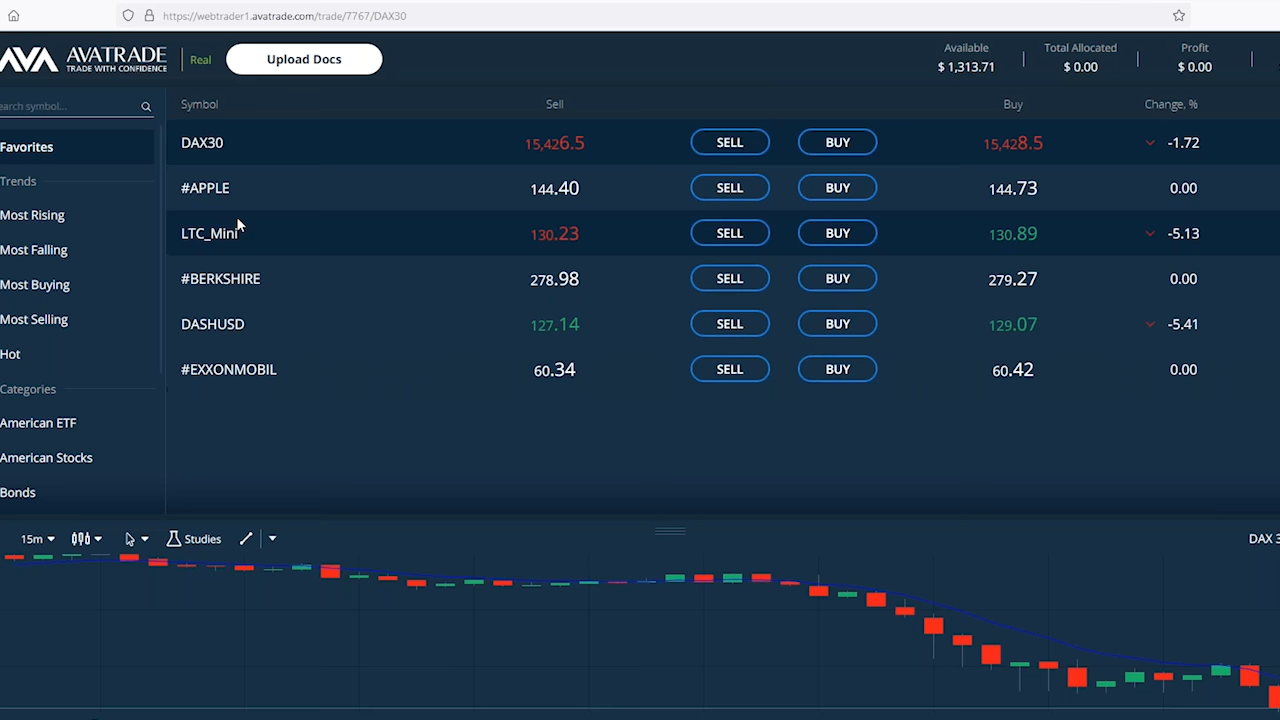 https://webtrader1.avatrade.com/trade/7767/DAX30
AVA AVATRADE
TRADE WITH CONFIDENCE
Real
Upload Docs
Available
$ 1,313.71
Total Allocated
$ 0.00
Profit
$ 0.00
earch symbol...
Symbol Sell Buy Change, %
Favorites
Trends
Most Rising
Most Falling
Most Buying
Most Selling
Hot
Categories
American ETF
American Stocks
Bonds
DAX30 15,426.5 SELL BUY 15,428.5 -1.72
#APPLE 144.40 SELL BUY 144.73 0.00
LTC_Mini 130.23 SELL BUY 130.89 -5.13
#BERKSHIRE 278.98 SELL BUY 279.27 0.00
DASHUSD 127.14 SELL BUY 129.07 -5.41
#EXXONMOBIL 60.34 SELL BUY 60.42 0.00
15m Studies DAX 3